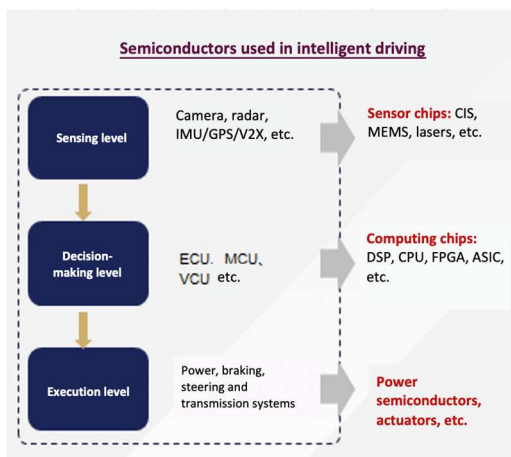 Semiconductors used in intelligent driving
Sensing level
Camera, radar,
IMU/GPS/V2X, etc.
Sensor chips: CIS,
MEMS, lasers, etc.
Decision-
making level
ECU. MCU、
VCU etc.
Computing chips:
DSP, CPU, FPGA, ASIC,
etc.
Execution level
Power, braking,
steering and
transmission systems
Power
semiconductors,
actuators, etc.